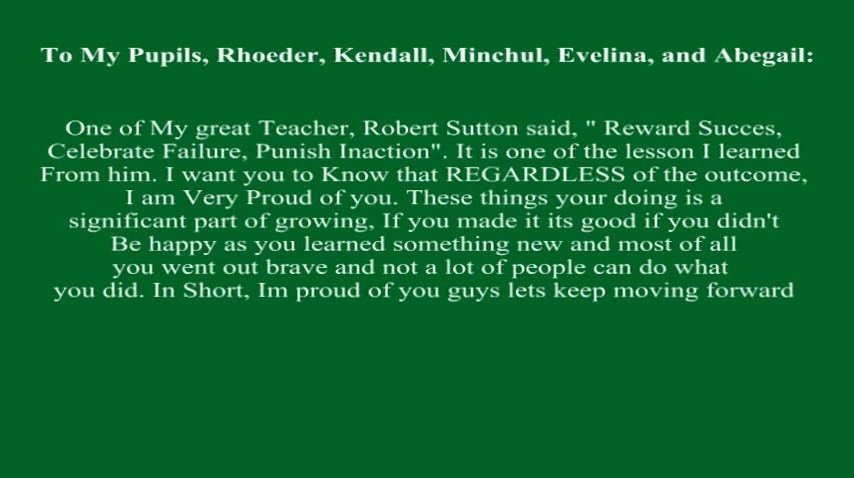 To My Pupils, Rhoeder, Kendall, Minchul, Evelina, and Abegail:
One of My great Teacher, Robert Sutton said, " Reward Succes,
Celebrate Failure, Punish Inaction". It is one of the lesson I learned
From him. I want you to Know that REGARDLESS of the outcome,
I am Very Proud of you. These things your doing is a
significant part of growing, If you made it its good if you didn't
Be happy as you learned something new and most of all
you went out brave and not a lot of people can do what
you did. In Short, Im proud of you guys lets keep moving forward